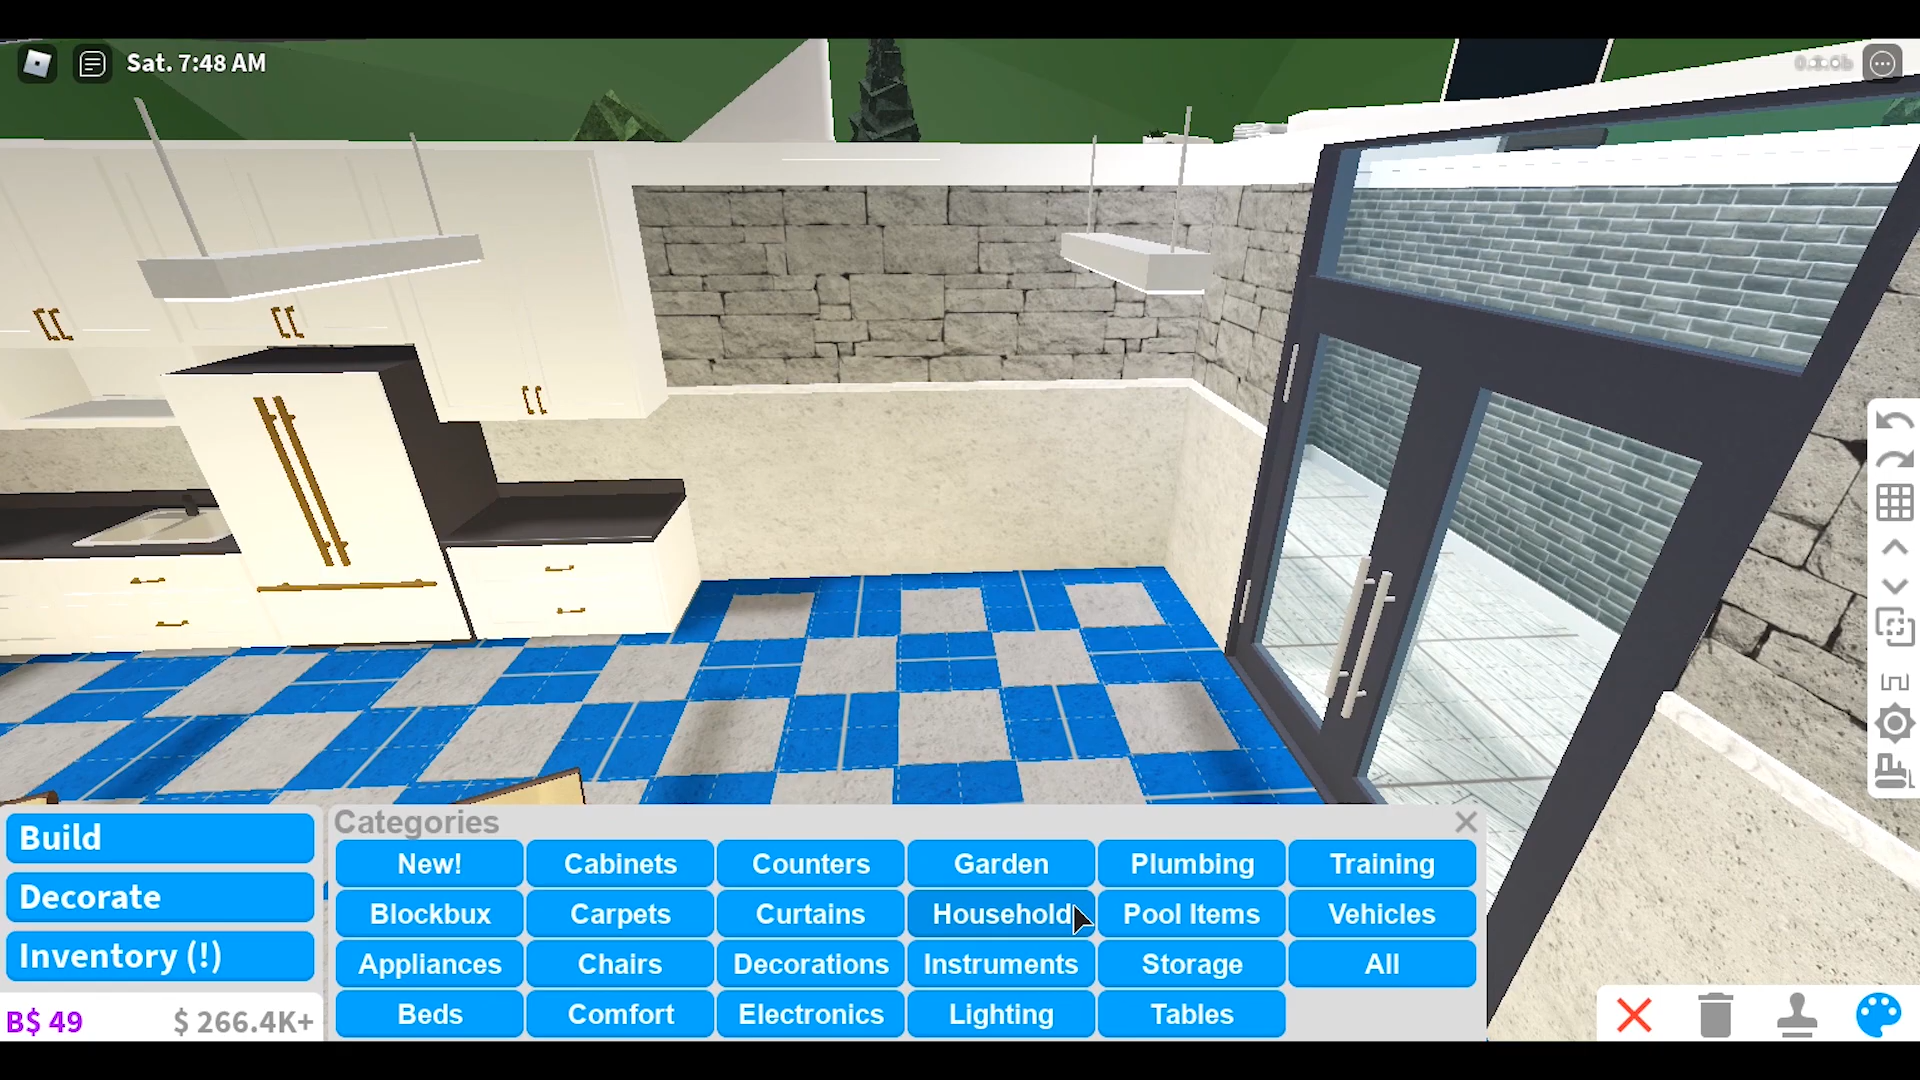 Sat. 7:48 AM
Build
Decorate
Inventory (!)
B$ 49
$ 266.4K+
Categories
New!
Cabinets
Counters
Garden
Plumbing
Training
Blockbux
Carpets
Curtains
Household
Pool Items
Vehicles
Appliances
Chairs
Decorations
Instruments
Storage
All
Beds
Comfort
Electronics
Lighting
Tables